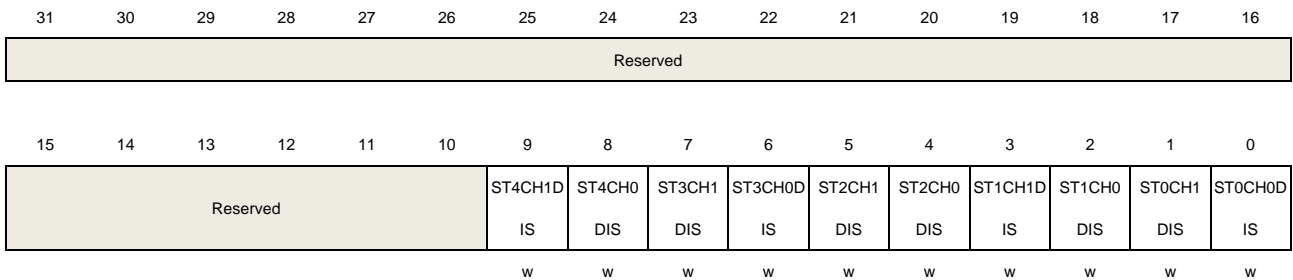 31 30 29 28 27 26 25 24 23 22 21 20 19 18 17 16
Reserved
15 14 13 12 11 10 9 8 7 6 5 4 3 2 1 0
Reserved ST4CH1D ST4CH0 ST3CH1 ST3CH0D ST2CH1 ST2CH0 ST1CH1D ST1CH0 ST0CH1 ST0CH0D
IS DIS DIS IS DIS DIS IS DIS DIS IS
w w w w w w w w w w